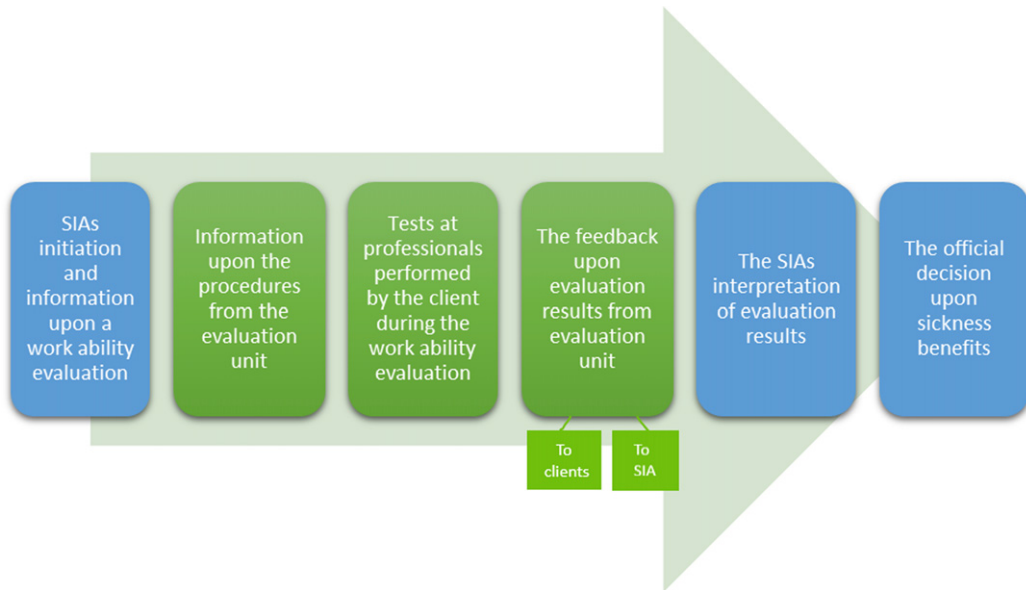 SIAs
initiation
and
information
upon a
work ability
evaluation
Information
upon the
procedures
from the
evaluation
unit
Tests at
professionals
performed
by the client
during the
work ability
evaluation
The feedback
upon
evaluation
results from
evaluation
unit
To
clients
To
SIA
The SIAs
interpretation
of evaluation
results
The official
decision
upon
sickness
benefits